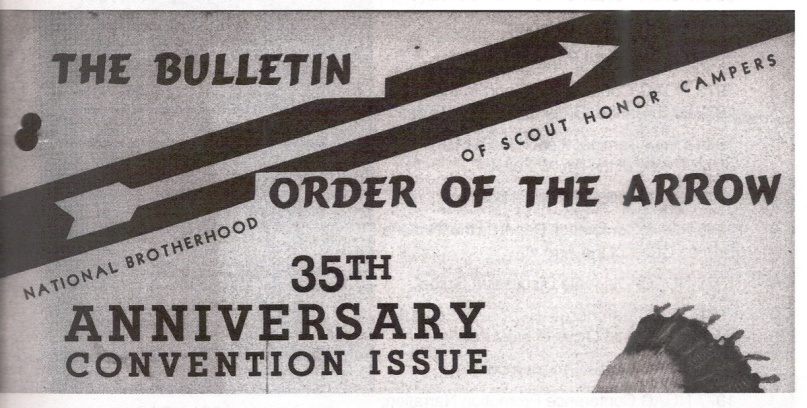 THE BULLETIN
OF SCOUT HONOR CAMPERS
ORDER OF THE ARROW
NATIONAL BROTHERHOOD
35TH
ANNIVERSARY
CONVENTION ISSUE